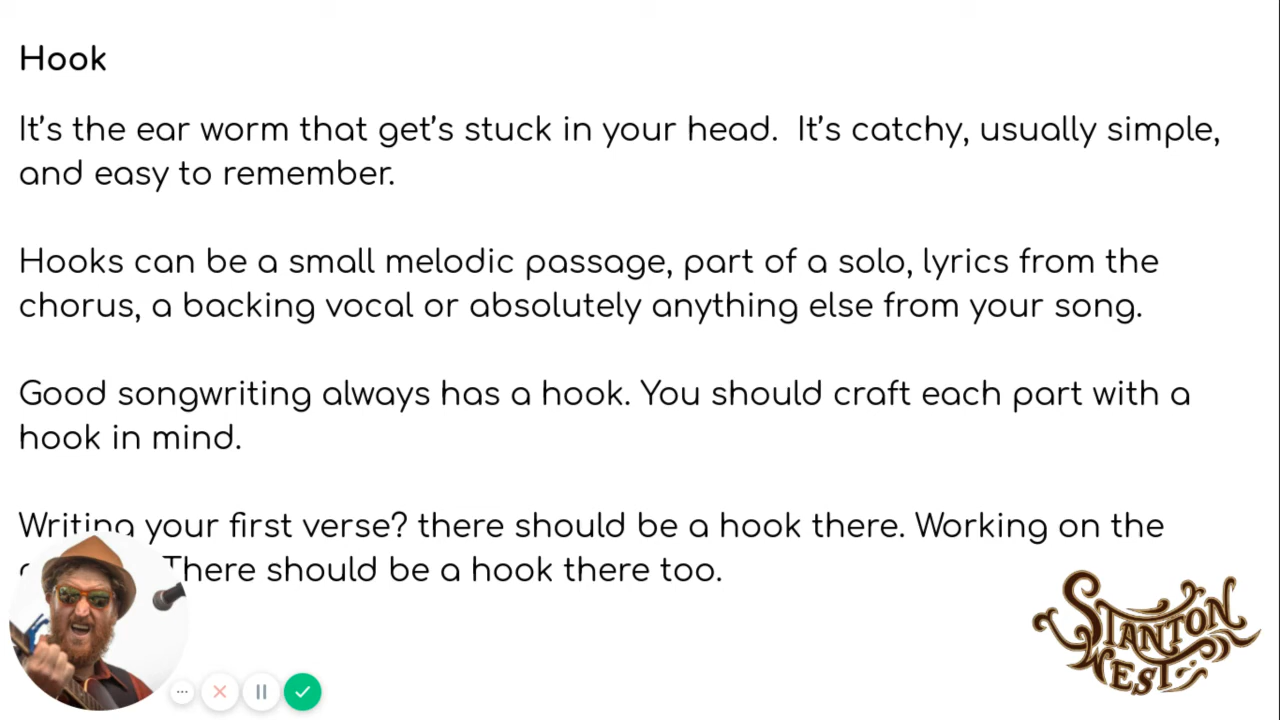 Hook
It's the ear worm that get's stuck in your head. It's catchy, usually simple,
and easy to remember.
Hooks can be a small melodic passage, part of a solo, lyrics from the
chorus, a backing vocal or absolutely anything else from your song.
Good songwriting always has a hook. You should craft each part with a
hook in mind.
Writing your first verse? there should be a hook there. Working on the
There should be a hook there too.
STANTON
WEST